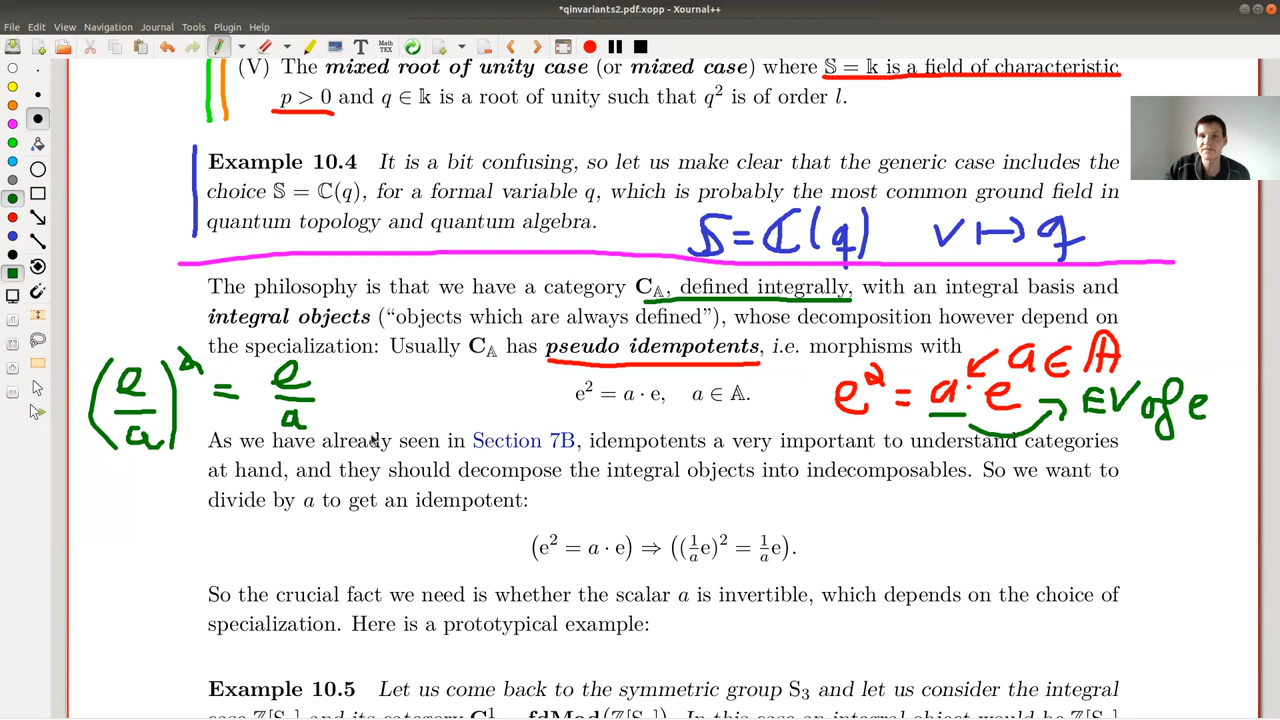 *qinvariants2.pdf.xopp - Xournal++
File Edit View Navigation Journal Tools Plugin Help
T Math TEX
(V) The mixed root of unity case (or mixed case) where 𝕊 = 𝕜 is a field of characteristic
p > 0 and q ∈ 𝕜 is a root of unity such that q² is of order l.
Example 10.4 It is a bit confusing, so let us make clear that the generic case includes the
choice 𝕊 = ℂ(q), for a formal variable q, which is probably the most common ground field in
quantum topology and quantum algebra.
𝕊 = ℂ(q) v ↦ q
The philosophy is that we have a category C_𝔸, defined integrally, with an integral basis and
integral objects (“objects which are always defined”), whose decomposition however depend on
the specialization: Usually C_𝔸 has pseudo idempotents, i.e. morphisms with
a ∈ 𝔸
(e/a)² = e/a
e² = a · e, a ∈ 𝔸.
e² = a · e
EV of e
As we have already seen in Section 7B, idempotents a very important to understand categories
at hand, and they should decompose the integral objects into indecomposables. So we want to
divide by a to get an idempotent:
(e² = a · e) ⇒ ((1/a e)² = 1/a e).
So the crucial fact we need is whether the scalar a is invertible, which depends on the choice of
specialization. Here is a prototypical example:
Example 10.5 Let us come back to the symmetric group S₃ and let us consider the integral